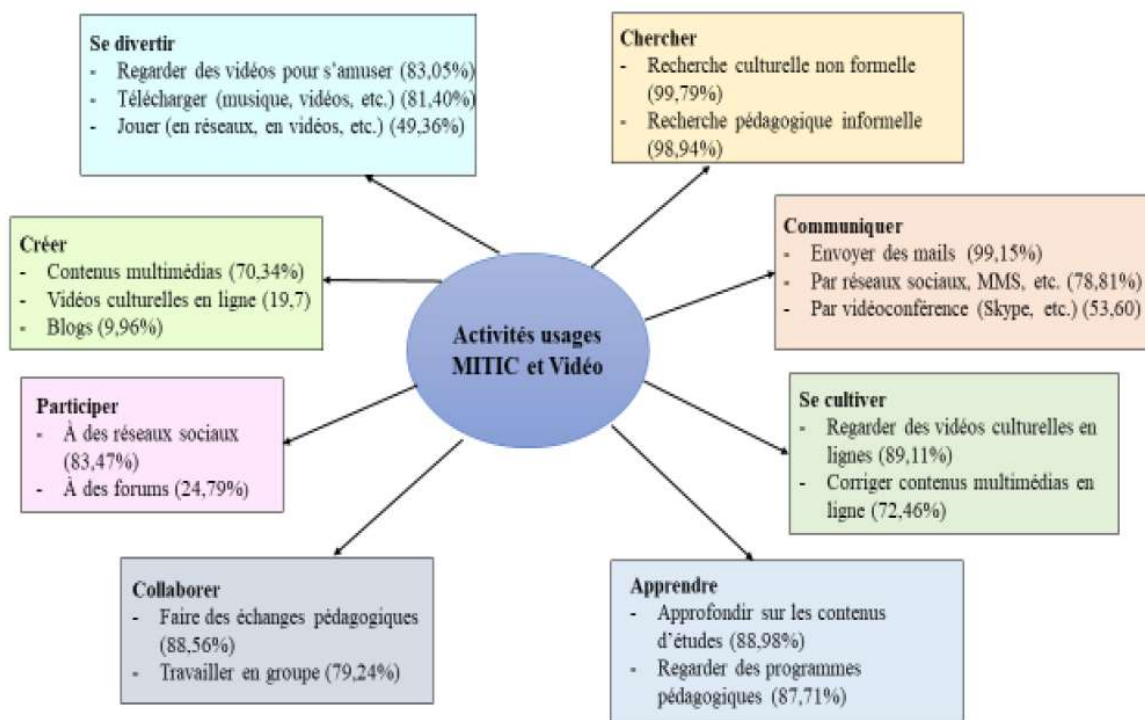 Se divertir
- Regarder des vidéos pour s'amuser (83,05%)
- Télécharger (musique, vidéos, etc.) (81,40%)
- Jouer (en réseaux, en vidéos, etc.) (49,36%)
Chercher
- Recherche culturelle non formelle
(99,79%)
- Recherche pédagogique informelle
(98,94%)
Créer
- Contenus multimédias (70,34%)
- Vidéos culturelles en ligne (19,7)
- Blogs (9,96%)
Communiquer
- Envoyer des mails (99,15%)
- Par réseaux sociaux, MMS, etc. (78,81%)
- Par vidéoconférence (Skype, etc.) (53,60)
Activités usages
MITIC et Vidéo
Participer
- À des réseaux sociaux
(83,47%)
- À des forums (24,79%)
Se cultiver
- Regarder des vidéos culturelles en
lignes (89,11%)
- Corriger contenus multimédias en
ligne (72,46%)
Collaborer
- Faire des échanges pédagogiques
(88,56%)
- Travailler en groupe (79,24%)
Apprendre
- Approfondir sur les contenus
d'études (88,98%)
- Regarder des programmes
pédagogiques (87,71%)